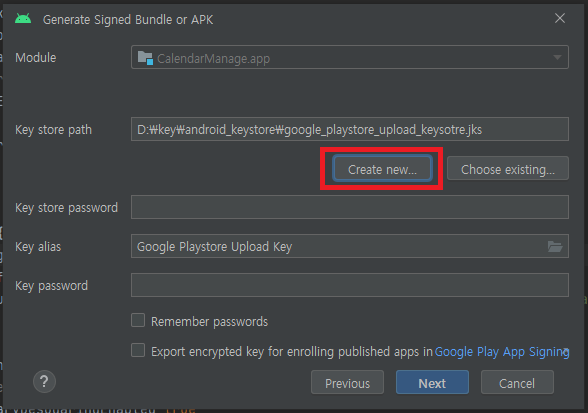 Generate Signed Bundle or APK
Module
CalendarManage.app
Key store path
D:₩key₩android_keystore₩google_playstore_upload_keysotre.jks
Create new...
Choose existing...
Key store password
Key alias
Google Playstore Upload Key
Key password
Remember passwords
Export encrypted key for enrolling published apps in Google Play App Signing ↗
?
Previous
Next
Cancel